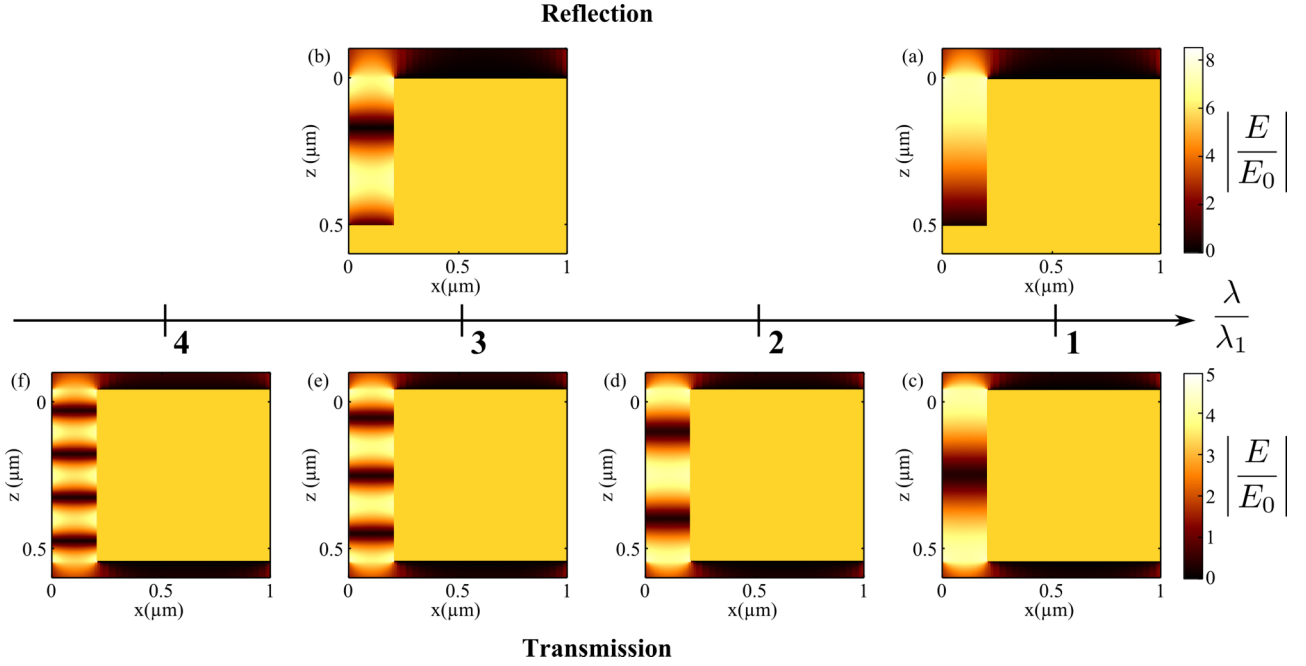 Reflection
(b)
0
0.5
z (µm)
0
0.5
1
x(µm)
(a)
0
0.5
z (µm)
0
0.5
1
x(µm)
8
6
4
2
0
|E/E₀|
4
3
2
1
λ/λ₁
(f)
0
0.5
z (µm)
0
0.5
1
x(µm)
(e)
0
0.5
z (µm)
0
0.5
1
x(µm)
(d)
0
0.5
z (µm)
0
0.5
1
x(µm)
(c)
0
0.5
z (µm)
0
0.5
1
x(µm)
5
4
3
2
1
0
|E/E₀|
Transmission